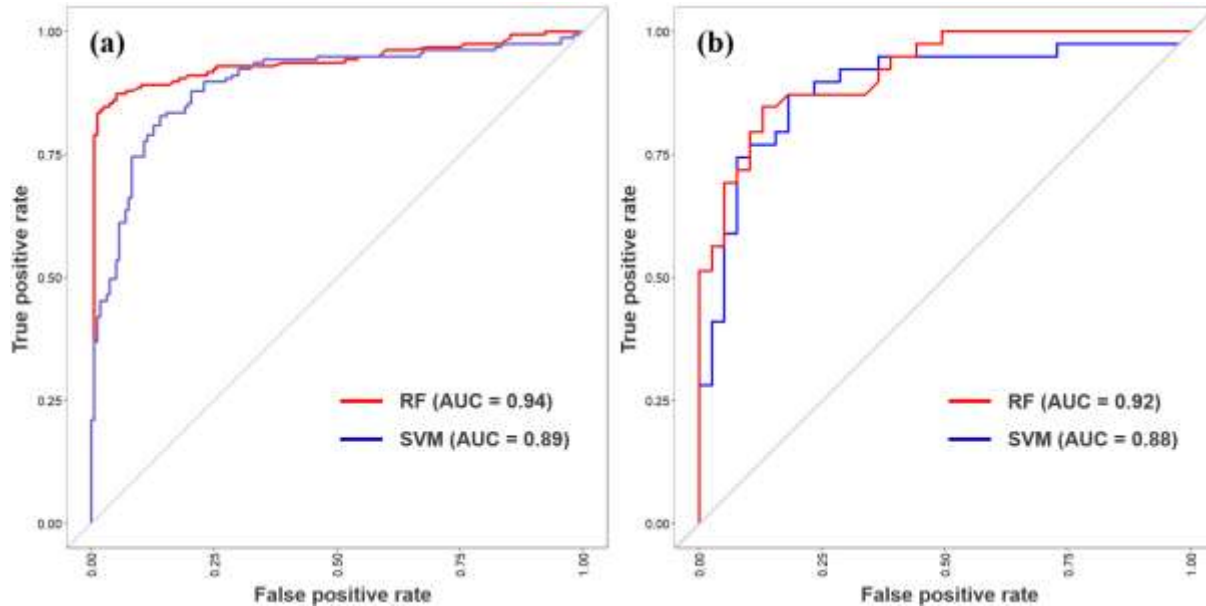 (a)
True positive rate
1.00
0.75
0.50
0.25
0.00
RF (AUC = 0.94)
SVM (AUC = 0.89)
0.00
0.25
0.50
0.75
1.00
False positive rate
(b)
True positive rate
1.00
0.75
0.50
0.25
0.00
RF (AUC = 0.92)
SVM (AUC = 0.88)
0.00
0.25
0.50
0.75
1.00
False positive rate